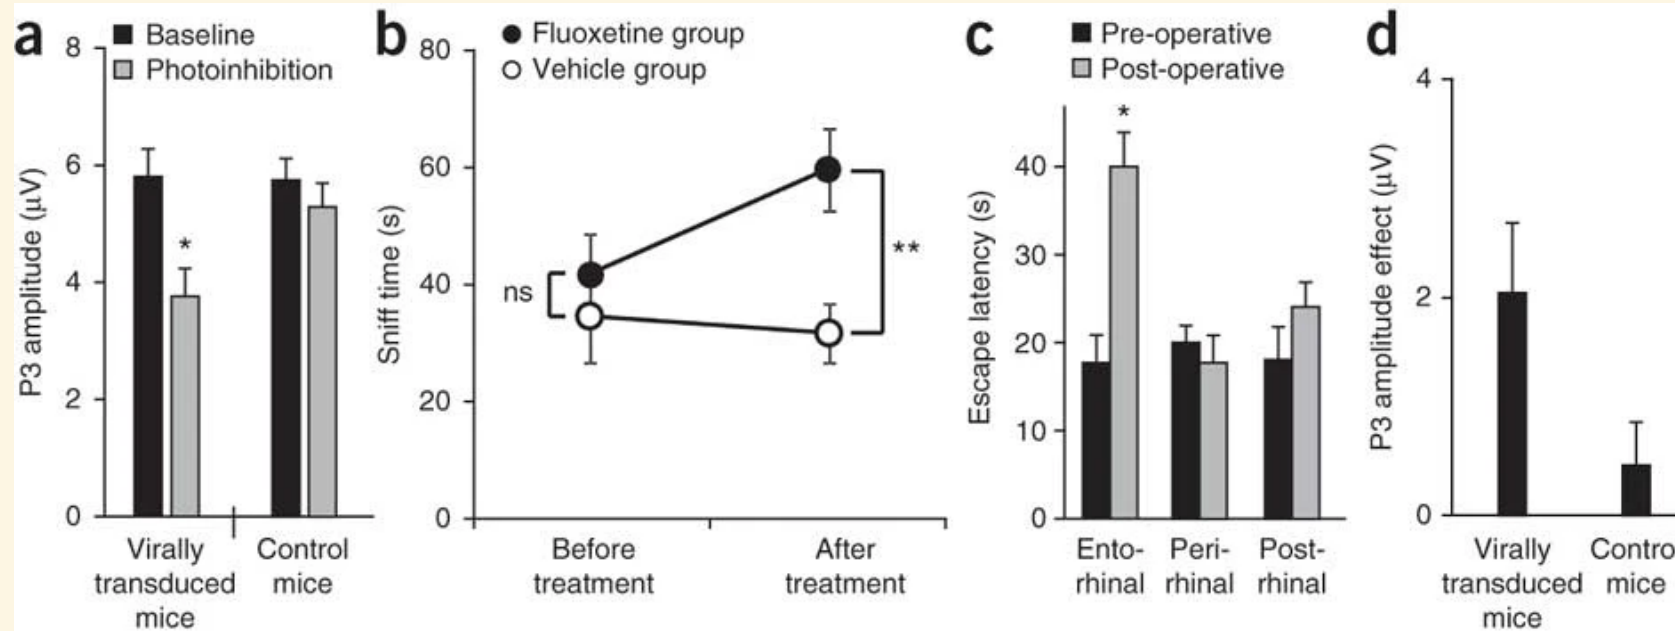 a
8
6
4
2
0
P3 amplitude (μV)
Baseline
Photoinhibition
*
Virally
transduced
mice
Control
mice
b
80
60
40
20
0
Sniff time (s)
Fluoxetine group
Vehicle group
ns
**
Before
treatment
After
treatment
c
Pre-operative
Post-operative
40
30
20
10
0
Escape latency (s)
*
Ento-
rhinal
Peri-
rhinal
Post-
rhinal
d
4
2
0
P3 amplitude effect (μV)
Virally
transduced
mice
Contro
mice